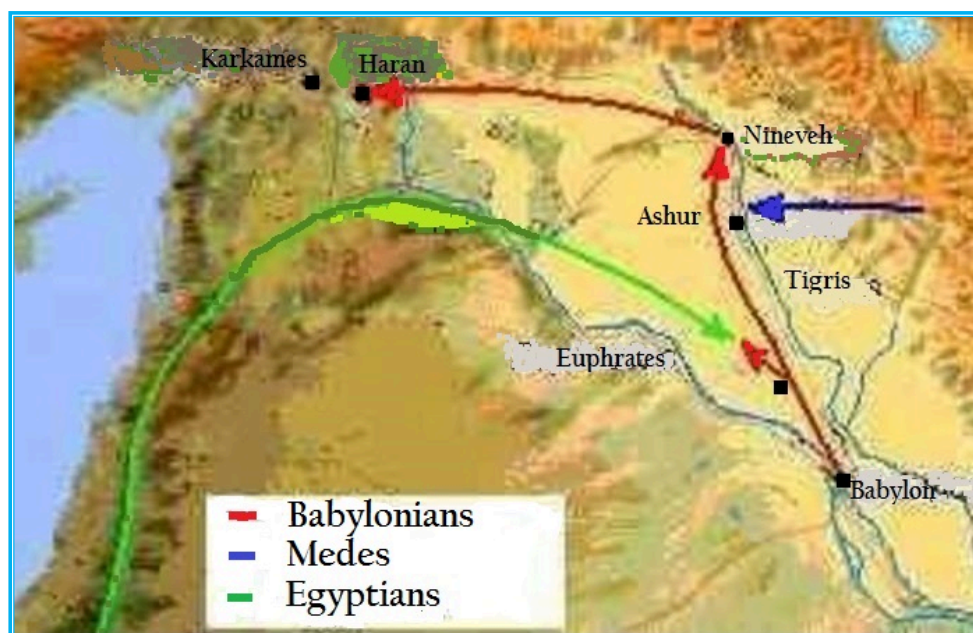 Karkames
Haran
Nineveh
Ashur
Tigris
Euphrates
Babylon
Babylonians
Medes
Egyptians